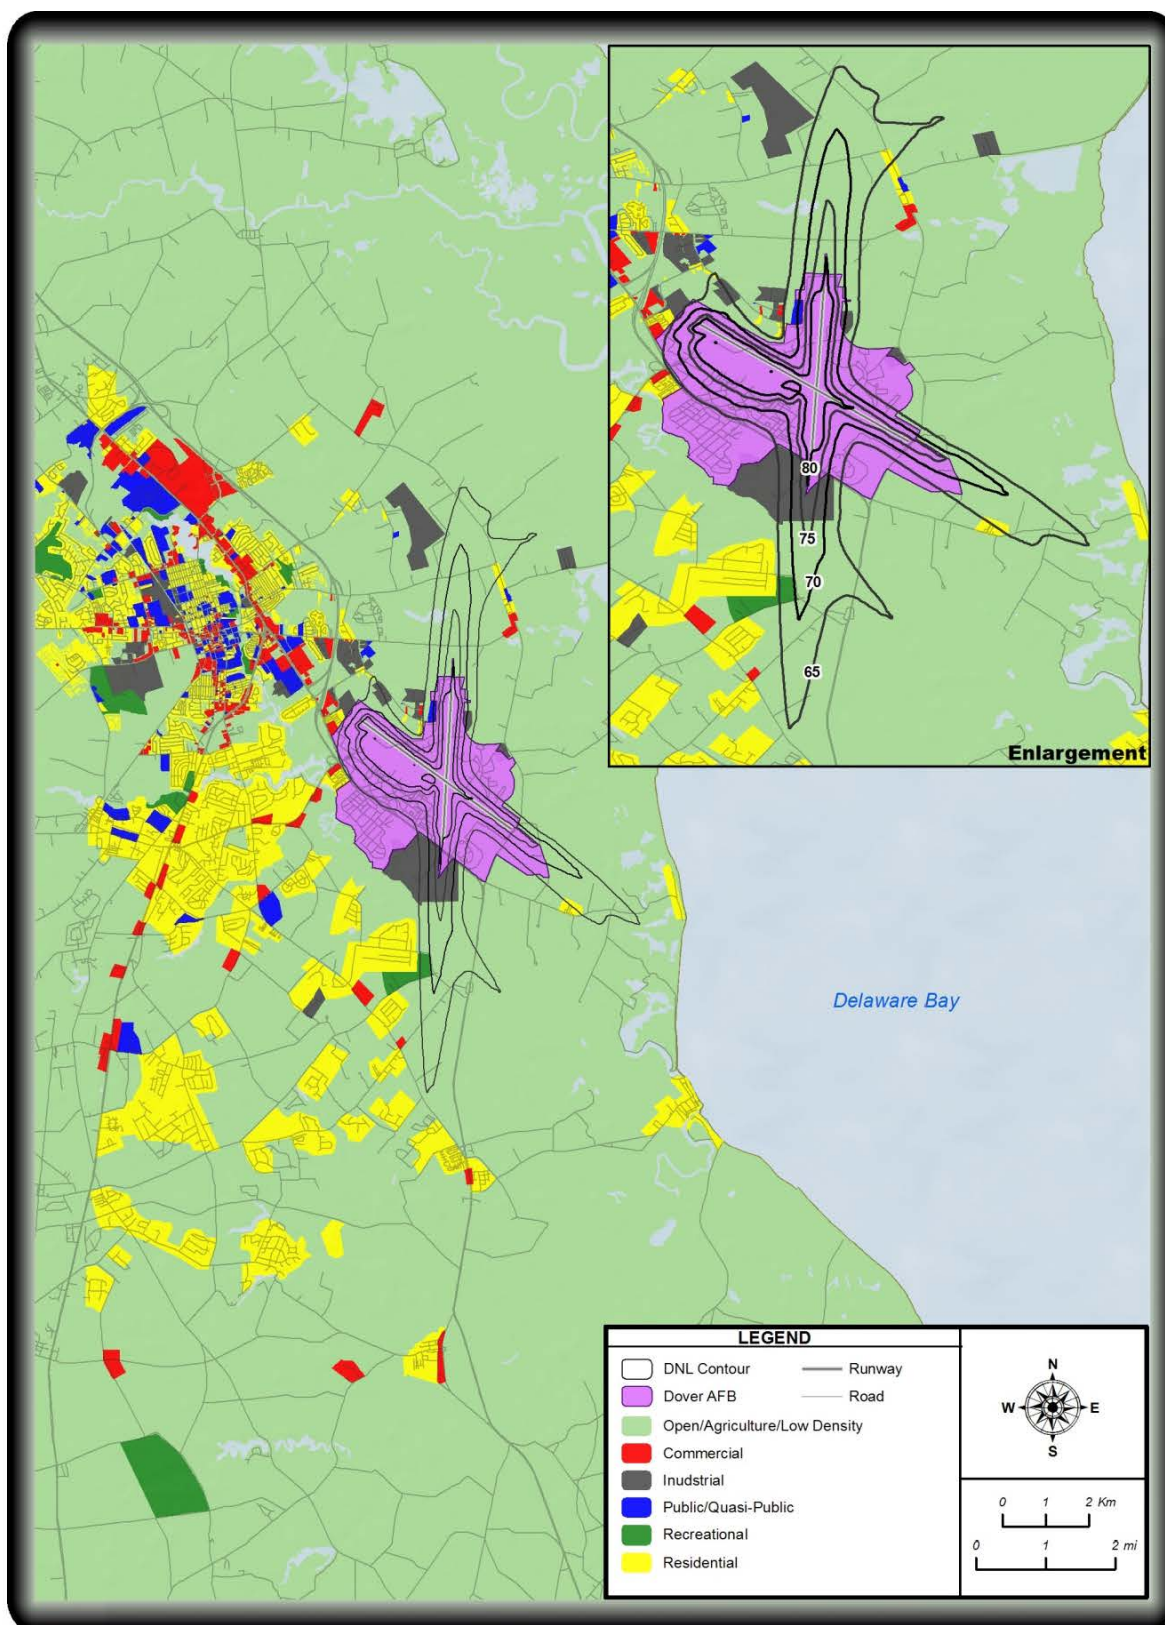 80
75
70
65
Enlargement
Delaware Bay
LEGEND
DNL Contour
Runway
Dover AFB
Road
Open/Agriculture/Low Density
Commercial
Inudstrial
Public/Quasi-Public
Recreational
Residential
N
W E
S
0 1 2 Km
0 1 2 mi